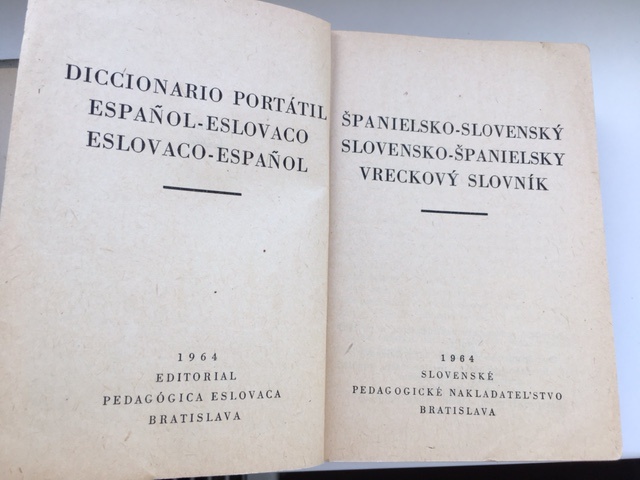 DICCIONARIO PORTÁTIL
ESPAÑOL-ESLOVACO
ESLOVACO-ESPAÑOL
1964
EDITORIAL
PEDAGÓGICA ESLOVACA
BRATISLAVA
ŠPANIELSKO-SLOVENSKÝ
SLOVENSKO-ŠPANIELSKY
VRECKOVÝ SLOVNÍK
1964
SLOVENSKÉ
PEDAGOGICKÉ NAKLADATEĽSTVO
BRATISLAVA